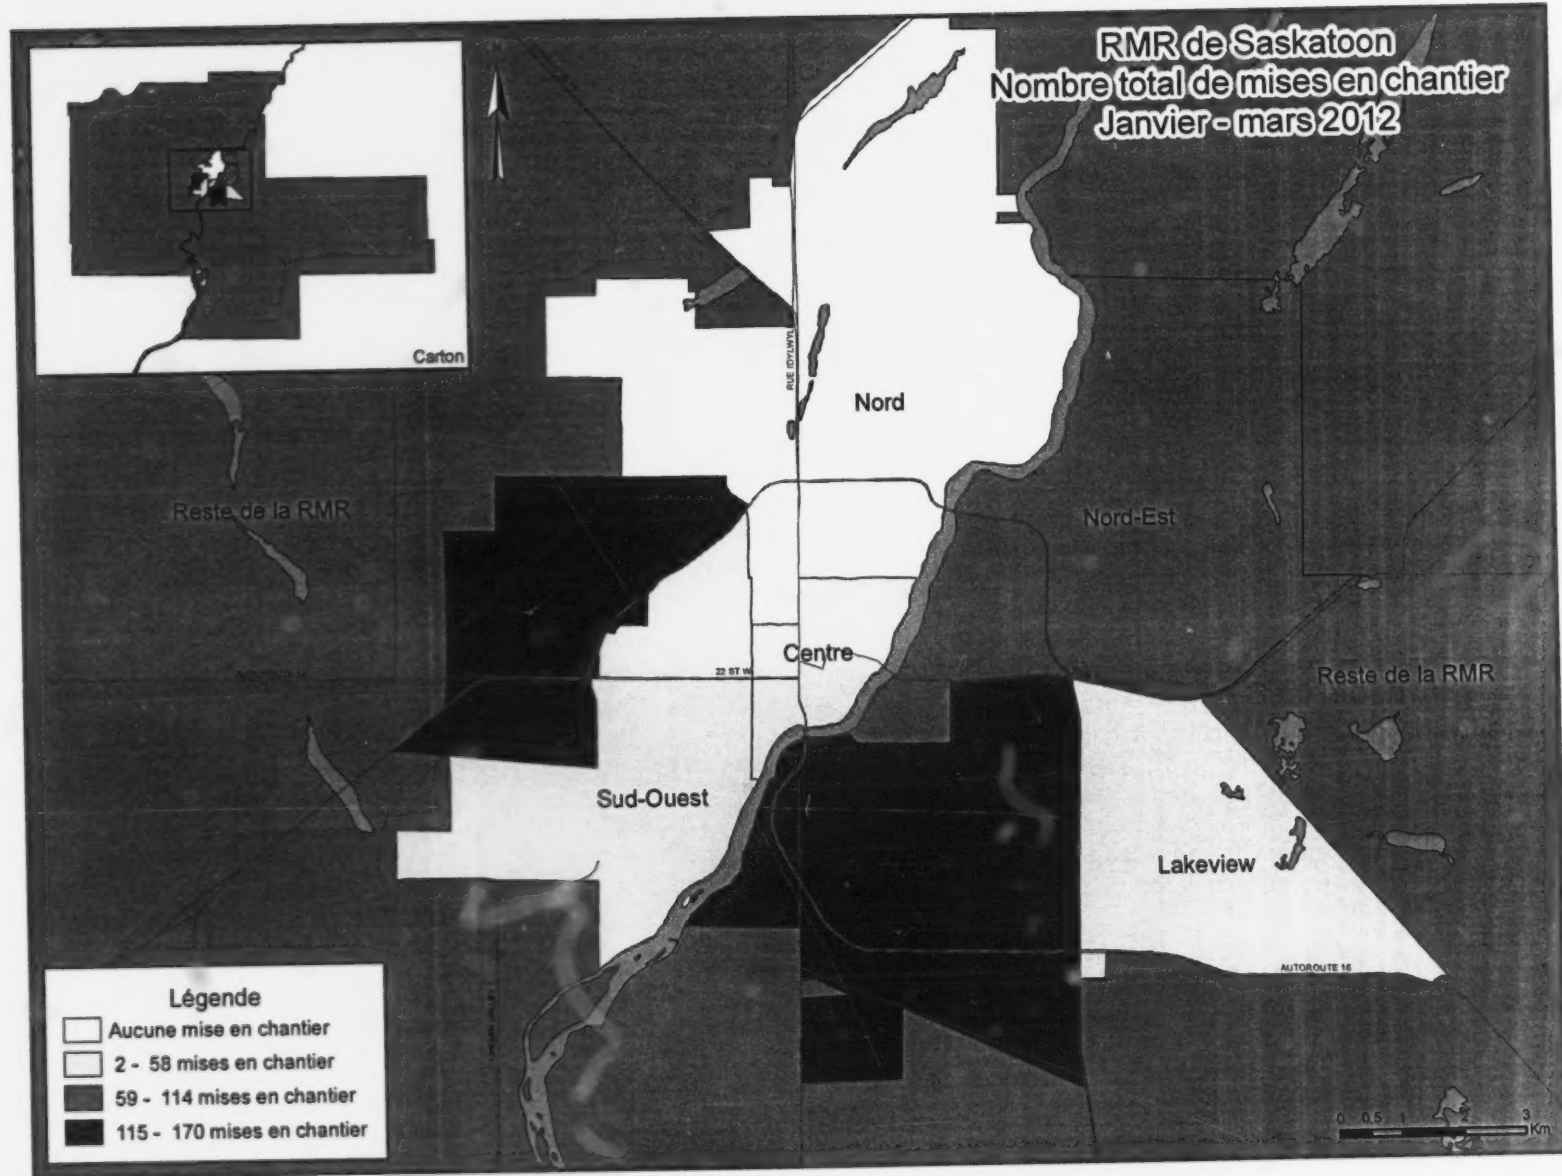 RMR de Saskatoon
Nombre total de mises en chantier
Janvier - mars 2012
Carton
RUE IDYLWYLD
Nord
Reste de la RMR
Nord-Est
Centre
22 ST W
Reste de la RMR
Sud-Ouest
Lakeview
AUTOROUTE 16
Légende
Aucune mise en chantier
2 - 58 mises en chantier
59 - 114 mises en chantier
115 - 170 mises en chantier
0 0.5 1 2 3
Km